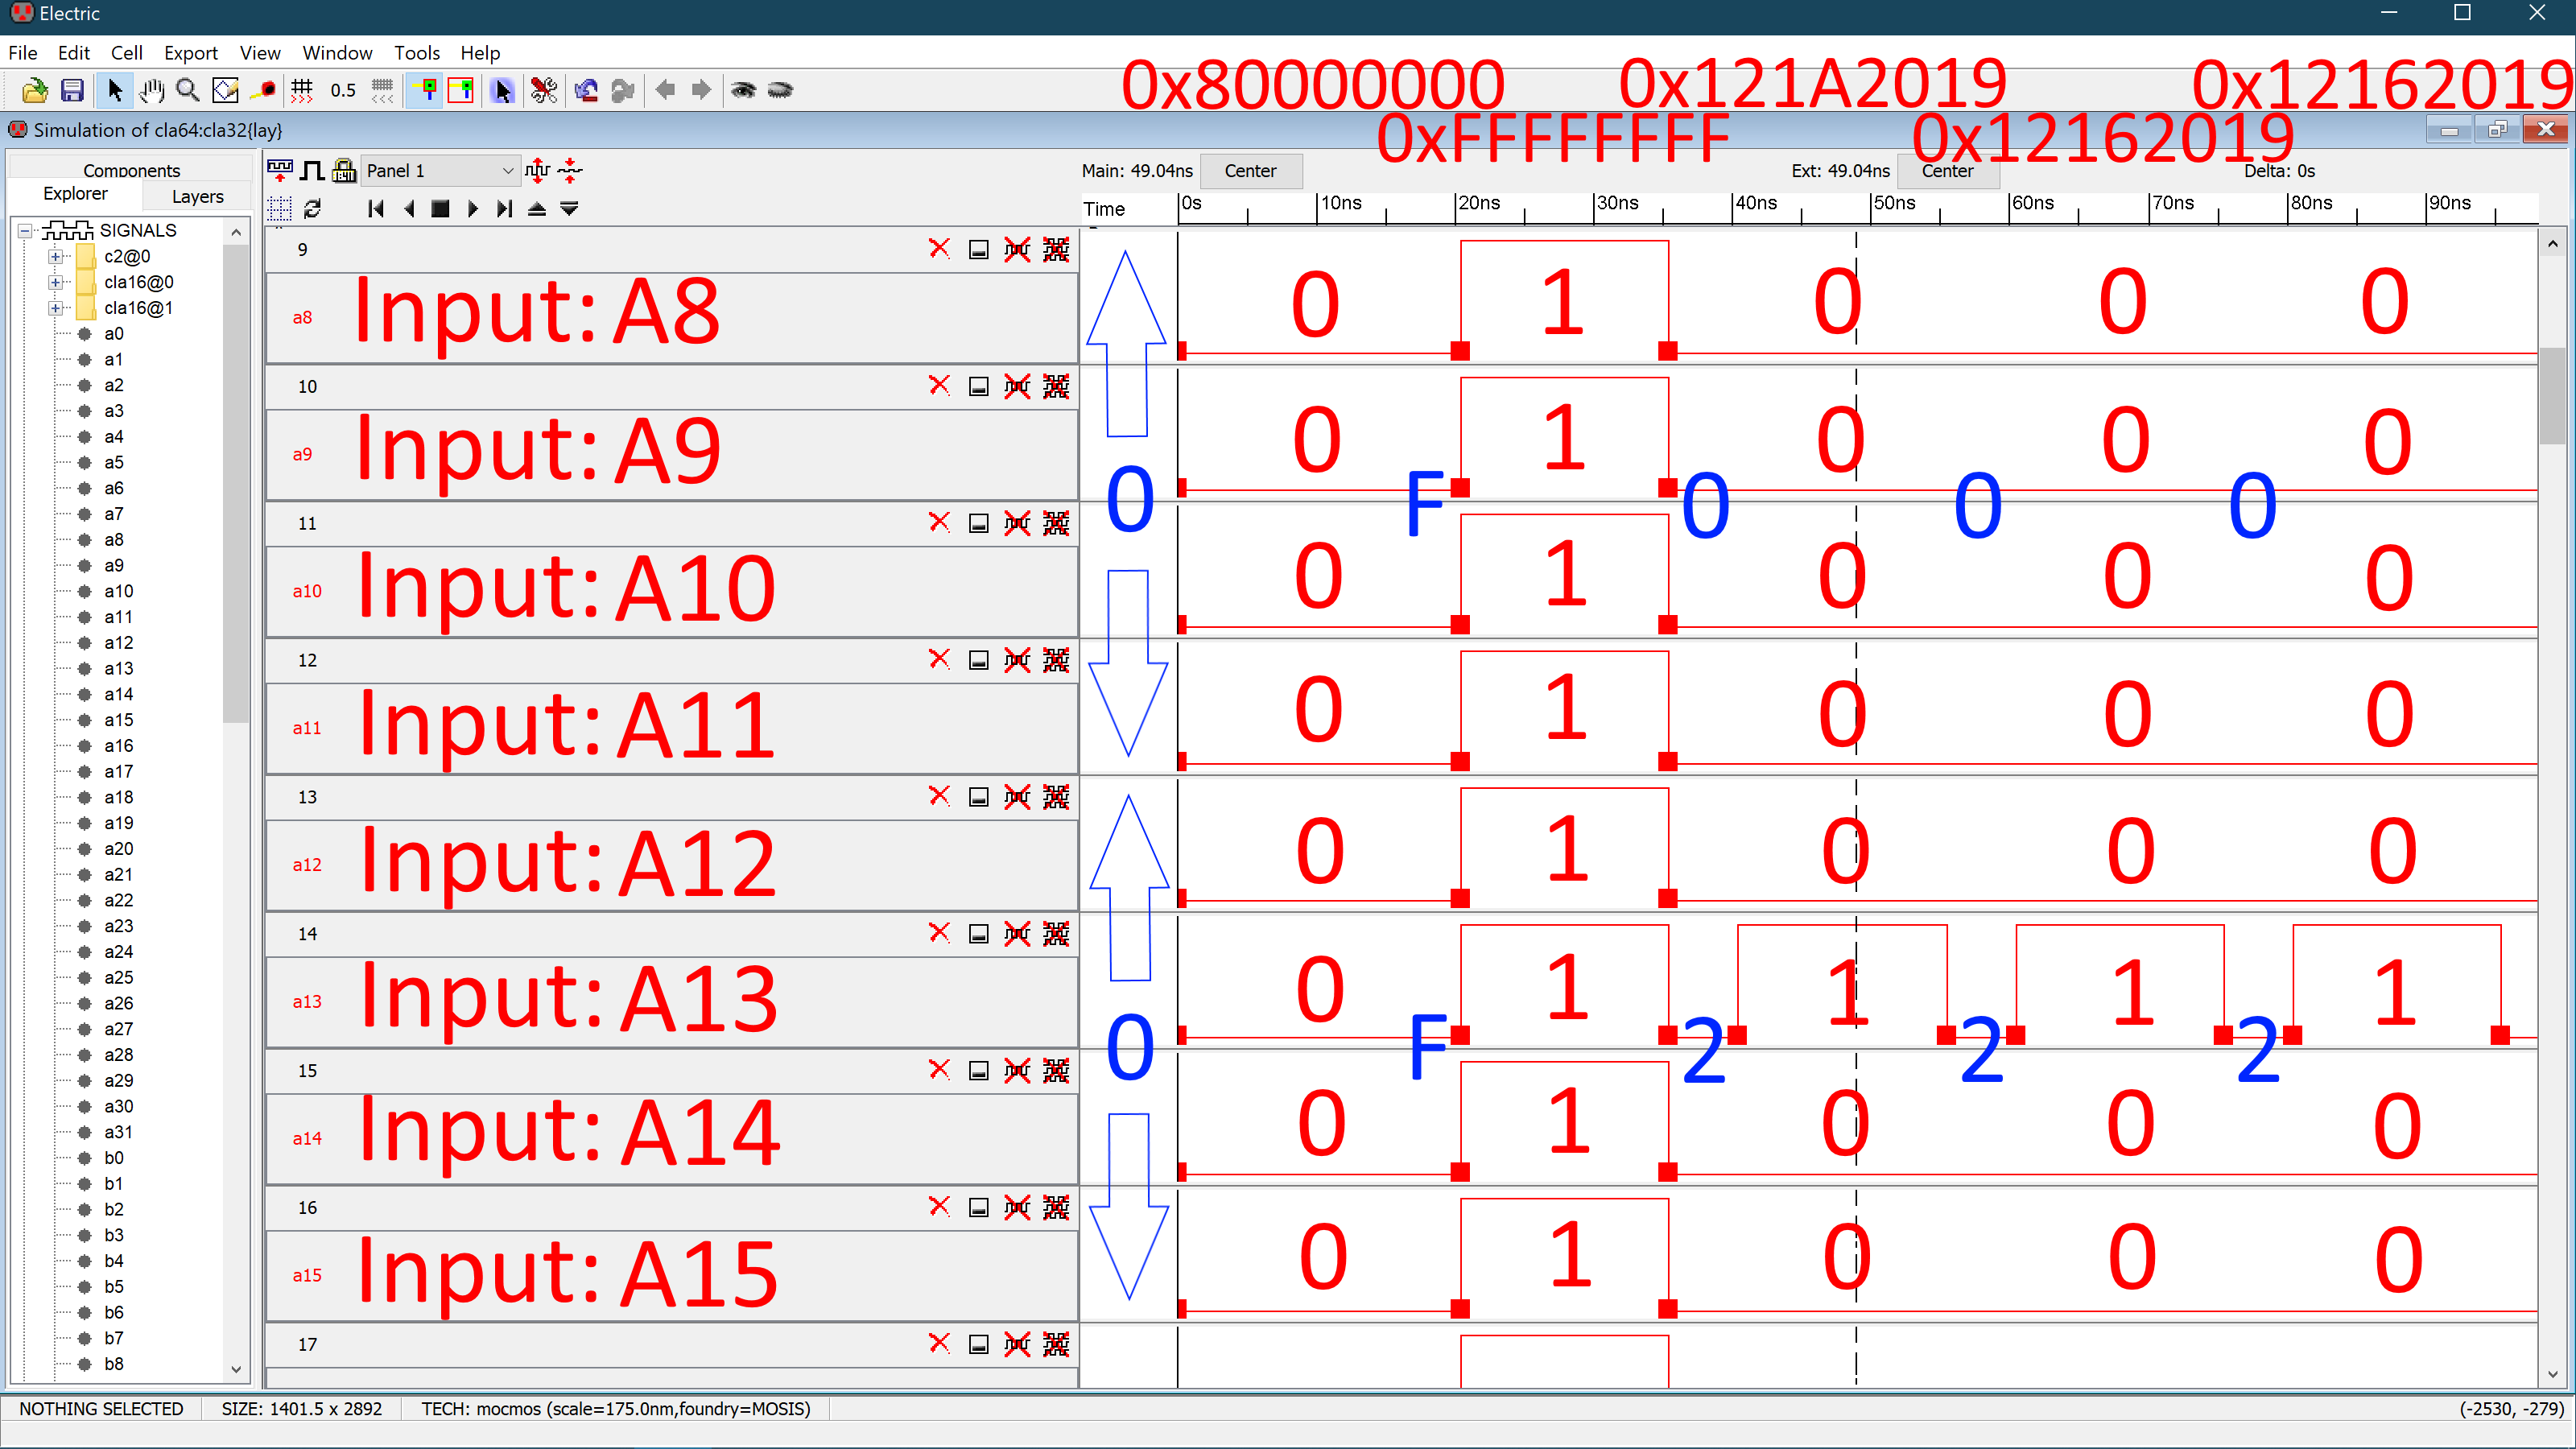 Electric
File Edit Cell Export View Window Tools Help
0x80000000 0x121A2019 0x12162019
0.5
0xFFFFFFFF 0x12162019
Simulation of cla64:cla32{lay}
Components
Explorer Layers
Panel 1
Main: 49.04ns Center Ext: 49.04ns Center Delta: 0s
Time 0s 10ns 20ns 30ns 40ns 50ns 60ns 70ns 80ns 90ns
SIGNALS
c2@0
cla16@0
cla16@1
a0
a1
a2
a3
a4
a5
a6
a7
a8
a9
a10
a11
a12
a13
a14
a15
a16
a17
a18
a19
a20
a21
a22
a23
a24
a25
a26
a27
a28
a29
a30
a31
b0
b1
b2
b3
b4
b5
b6
b7
b8
9
a8 Input: A8 0 1 0 0 0
10
a9 Input: A9 0 1 0 0 0
0 F 0 0 0
11
a10 Input: A10 0 1 0 0 0
12
a11 Input: A11 0 1 0 0 0
13
a12 Input: A12 0 1 0 0 0
14
a13 Input: A13 0 1 1 1 1
0 F 2 2 2
15
a14 Input: A14 0 1 0 0 0
16
a15 Input: A15 0 1 0 0 0
17
NOTHING SELECTED SIZE: 1401.5 x 2892 TECH: mocmos (scale=175.0nm,foundry=MOSIS) (-2530, -279)